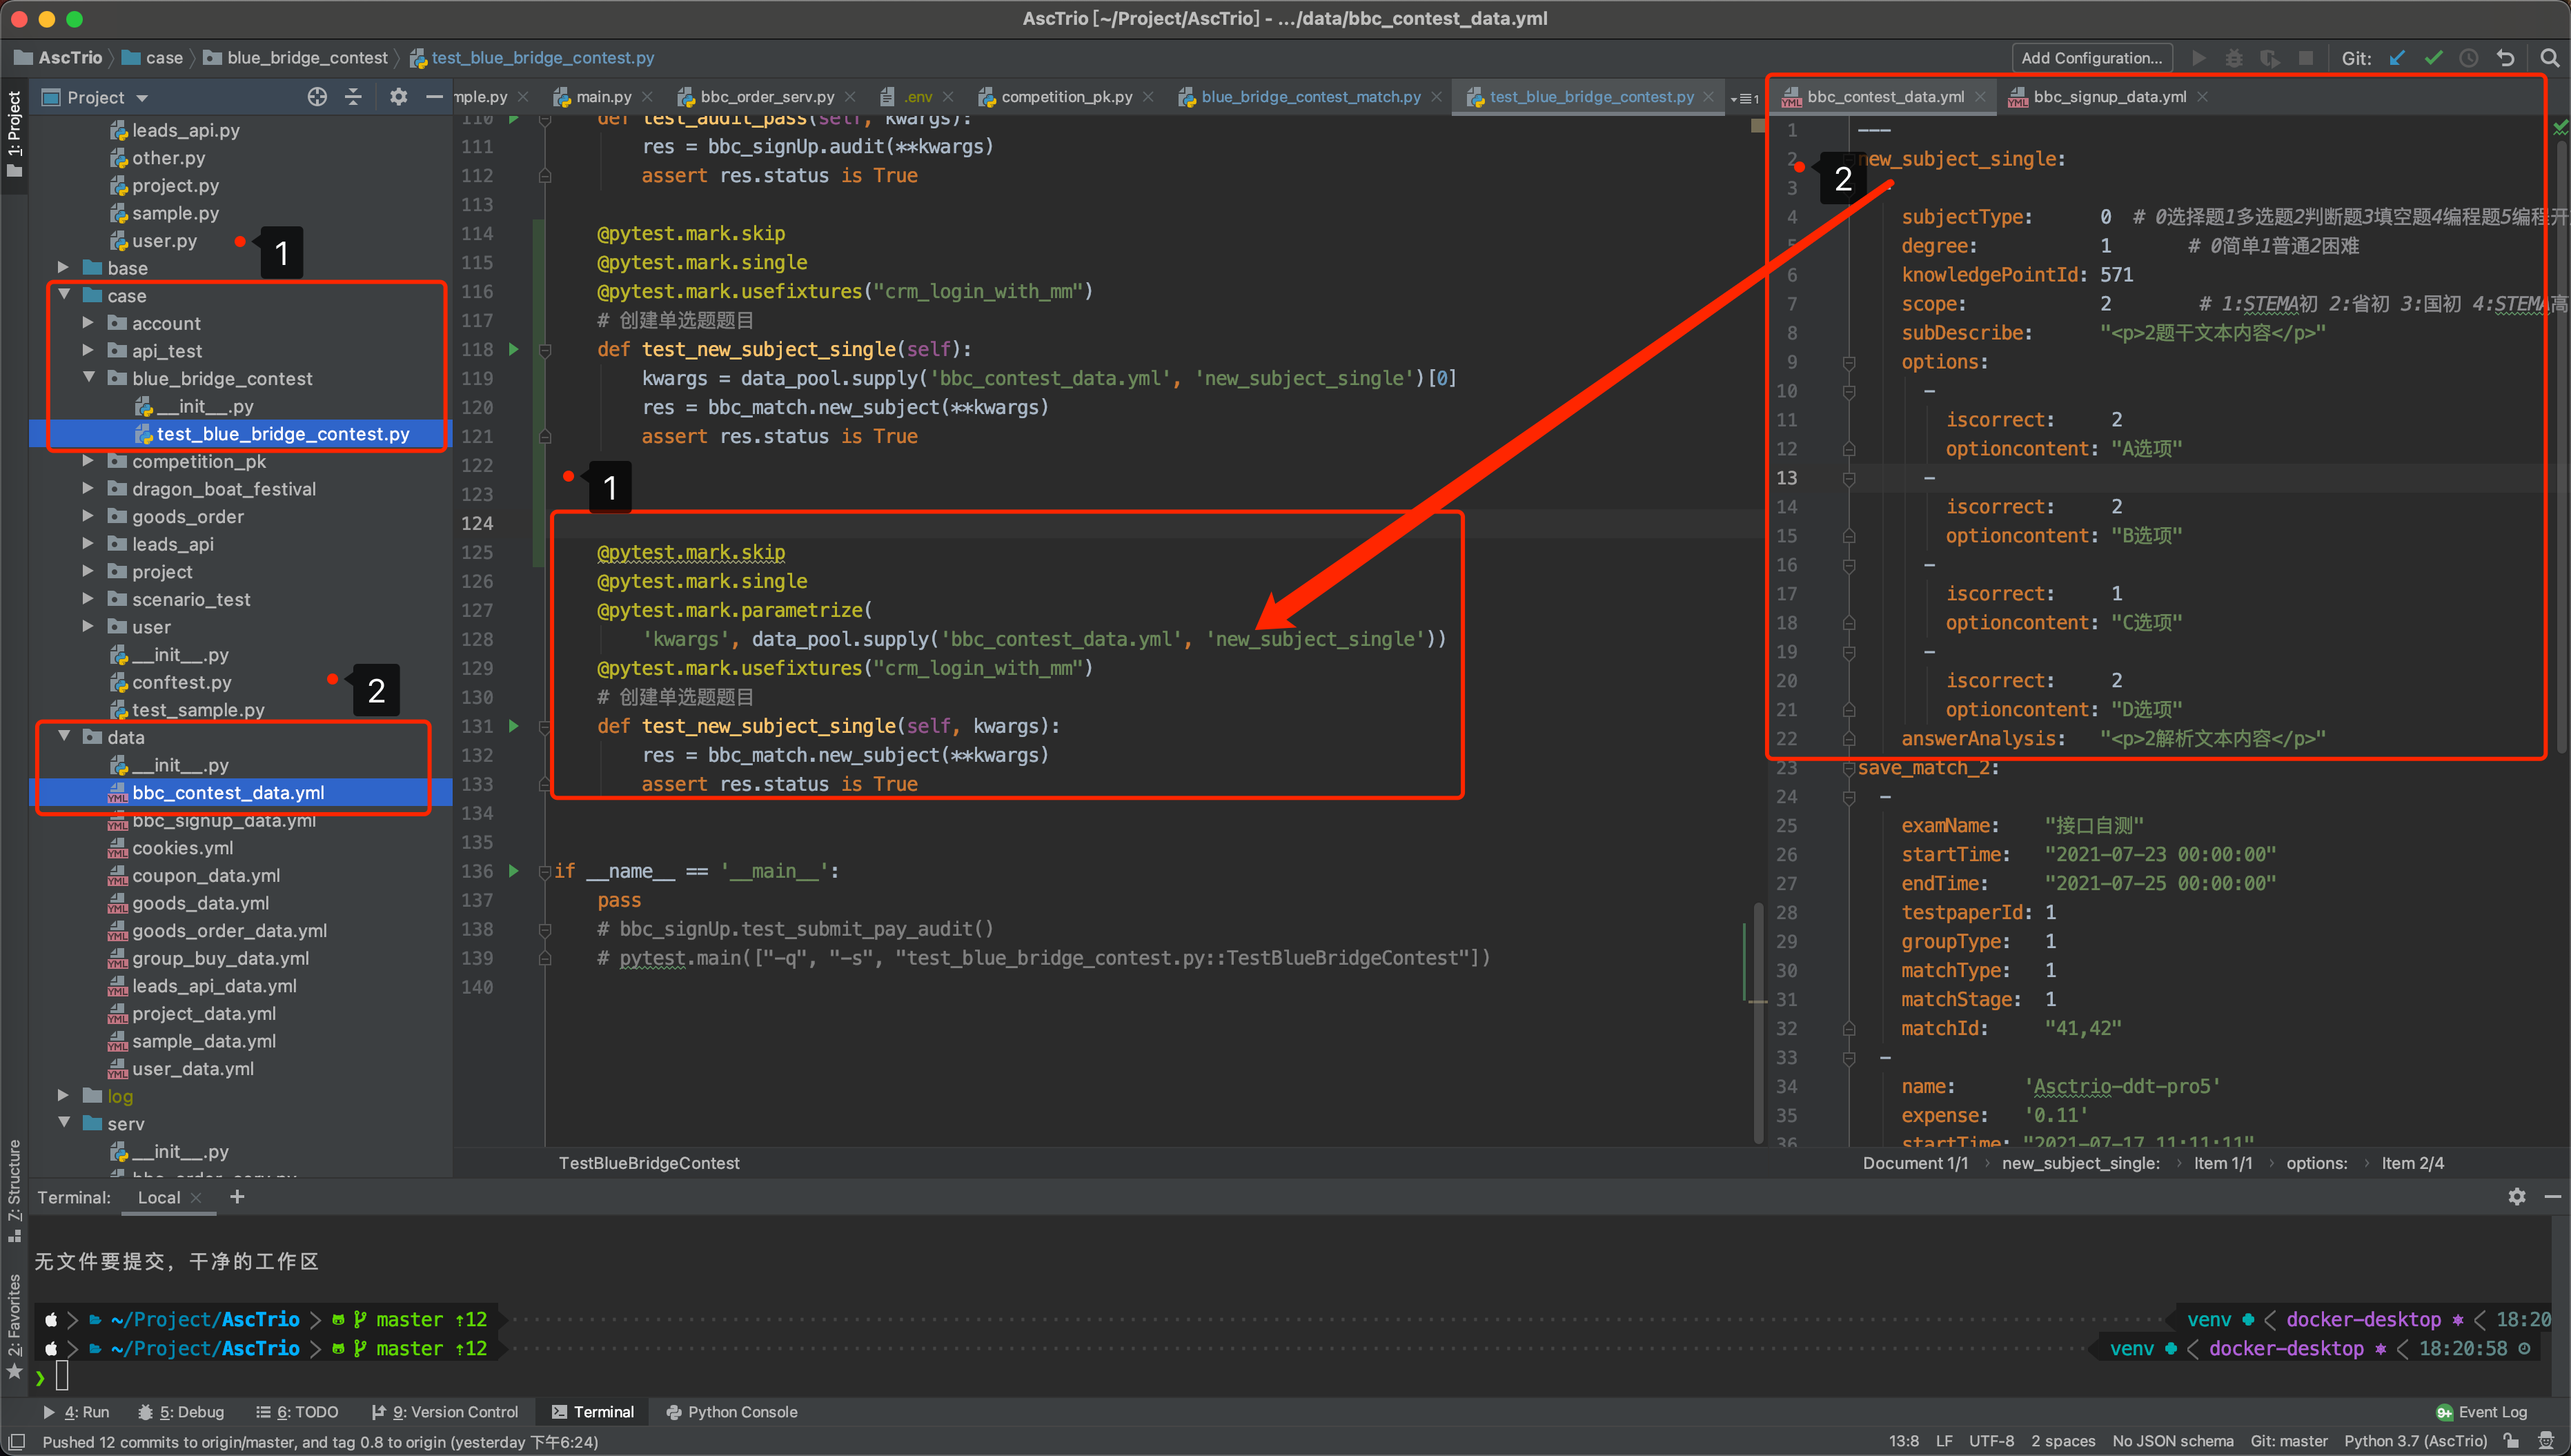 AscTrio [~/Project/AscTrio] - .../data/bbc_contest_data.yml
AscTrio
case
blue_bridge_contest
test_blue_bridge_contest.py
Add Configuration...
Git:
1: Project
Project
leads_api.py
other.py
project.py
sample.py
user.py
1
base
case
account
api_test
blue_bridge_contest
__init__.py
test_blue_bridge_contest.py
competition_pk
dragon_boat_festival
goods_order
leads_api
project
scenario_test
user
__init__.py
conftest.py
2
test_sample.py
data
__init__.py
bbc_contest_data.yml
bbc_signup_data.yml
cookies.yml
coupon_data.yml
goods_data.yml
goods_order_data.yml
group_buy_data.yml
leads_api_data.yml
project_data.yml
sample_data.yml
user_data.yml
log
serv
__init__.py
mple.py
main.py
bbc_order_serv.py
.env
competition_pk.py
blue_bridge_contest_match.py
test_blue_bridge_contest.py
1
110 def test_audit_pass(self, kwargs):
111 res = bbc_signUp.audit(**kwargs)
112 assert res.status is True
113
114 @pytest.mark.skip
115 @pytest.mark.single
116 @pytest.mark.usefixtures("crm_login_with_mm")
117 # 创建单选题题目
118 def test_new_subject_single(self):
119 kwargs = data_pool.supply('bbc_contest_data.yml', 'new_subject_single')[0]
120 res = bbc_match.new_subject(**kwargs)
121 assert res.status is True
122
123
1
124
125 @pytest.mark.skip
126 @pytest.mark.single
127 @pytest.mark.parametrize(
128 'kwargs', data_pool.supply('bbc_contest_data.yml', 'new_subject_single'))
129 @pytest.mark.usefixtures("crm_login_with_mm")
130 # 创建单选题题目
131 def test_new_subject_single(self, kwargs):
132 res = bbc_match.new_subject(**kwargs)
133 assert res.status is True
134
135
136 if __name__ == '__main__':
137 pass
138 # bbc_signUp.test_submit_pay_audit()
139 # pytest.main(["-q", "-s", "test_blue_bridge_contest.py::TestBlueBridgeContest"])
140
TestBlueBridgeContest
bbc_contest_data.yml
bbc_signup_data.yml
1 ---
2 new_subject_single:
2
3
4 subjectType: 0 # 0选择题1多选题2判断题3填空题4编程题5编程开
5 degree: 1 # 0简单1普通2困难
6 knowledgePointId: 571
7 scope: 2 # 1:STEMA初 2:省初 3:国初 4:STEMA高
8 subDescribe: "<p>2题干文本内容</p>"
9 options:
10 -
11 iscorrect: 2
12 optioncontent: "A选项"
13 -
14 iscorrect: 2
15 optioncontent: "B选项"
16 -
17 iscorrect: 1
18 optioncontent: "C选项"
19 -
20 iscorrect: 2
21 optioncontent: "D选项"
22 answerAnalysis: "<p>2解析文本内容</p>"
23 save_match_2:
24 -
25 examName: "接口自测"
26 startTime: "2021-07-23 00:00:00"
27 endTime: "2021-07-25 00:00:00"
28 testpaperId: 1
29 groupType: 1
30 matchType: 1
31 matchStage: 1
32 matchId: "41,42"
33 -
34 name: 'Asctrio-ddt-pro5'
35 expense: '0.11'
36 startTime: "2021-07-17 11:11:11"
Document 1/1 › new_subject_single: › Item 1/1 › options: › Item 2/4
Z: Structure
2: Favorites
Terminal: Local +
无文件要提交，干净的工作区
~/Project/AscTrio master ↑12 venv docker-desktop 18:20
~/Project/AscTrio master ↑12 venv docker-desktop 18:20:58
❯
4: Run
5: Debug
6: TODO
9: Version Control
Terminal
Python Console
9+ Event Log
Pushed 12 commits to origin/master, and tag 0.8 to origin (yesterday 下午6:24)
13:8 LF UTF-8 2 spaces No JSON schema Git: master Python 3.7 (AscTrio)